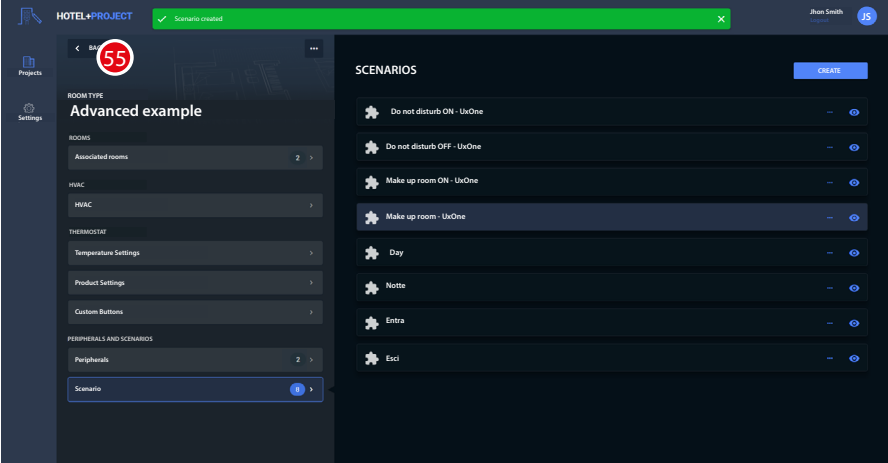 HOTEL+PROJECT
Scenario created
Jhon Smith
Logout
JS
Projects
Settings
55
ROOM TYPE
Advanced example
ROOMS
Associated rooms 2
HVAC
HVAC
THERMOSTAT
Temperature Settings
Product Settings
Custom Buttons
PERIPHERALS AND SCENARIOS
Peripherals 2
Scenario 8
SCENARIOS
CREATE
Do not disturb ON - UxOne
Do not disturb OFF - UxOne
Make up room ON - UxOne
Make up room - UxOne
Day
Notte
Entra
Esci